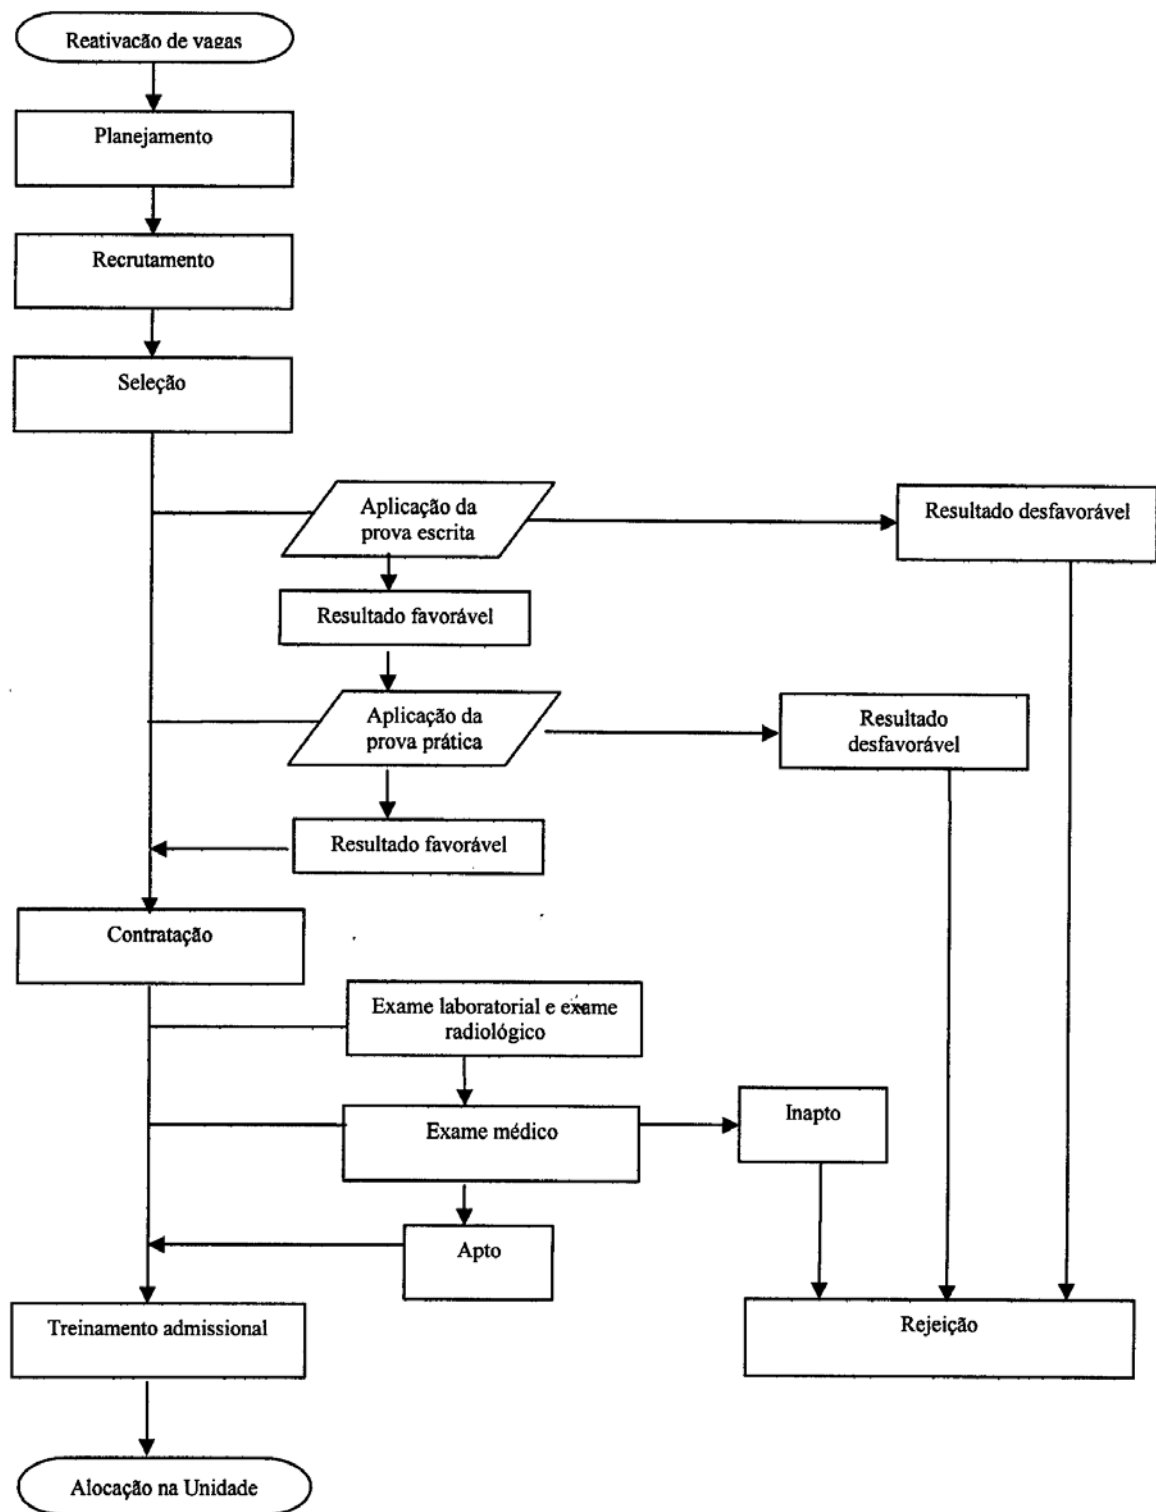 Reativação de vagas
Planejamento
Recrutamento
Seleção
Aplicação da
prova escrita
Resultado desfavorável
Resultado favorável
Aplicação da
prova prática
Resultado
desfavorável
Resultado favorável
Contratação
Exame laboratorial e exame
radiológico
Exame médico
Inapto
Apto
Treinamento admissional
Rejeição
Alocação na Unidade